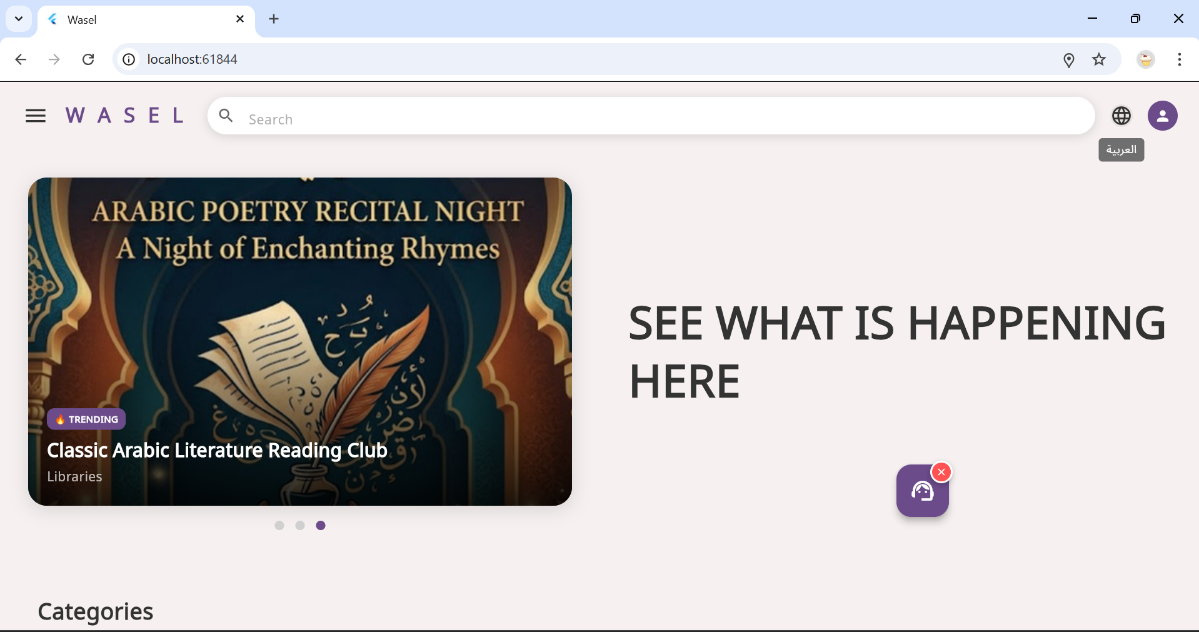 Wasel
localhost:61844
WASEL
Search
العربية
ARABIC POETRY RECITAL NIGHT
A Night of Enchanting Rhymes
🔥 TRENDING
Classic Arabic Literature Reading Club
Libraries
SEE WHAT IS HAPPENING
HERE
Categories